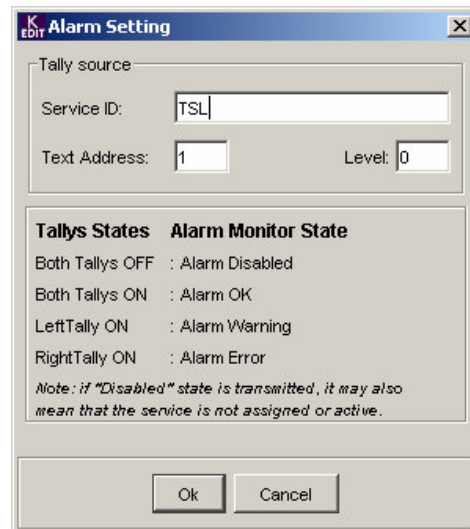 K EDIT Alarm Setting
Tally source
Service ID: TSL
Text Address: 1 Level: 0
Tallys States Alarm Monitor State
Both Tallys OFF : Alarm Disabled
Both Tallys ON : Alarm OK
LeftTally ON : Alarm Warning
RightTally ON : Alarm Error
Note: if "Disabled" state is transmitted, it may also
mean that the service is not assigned or active.
Ok Cancel